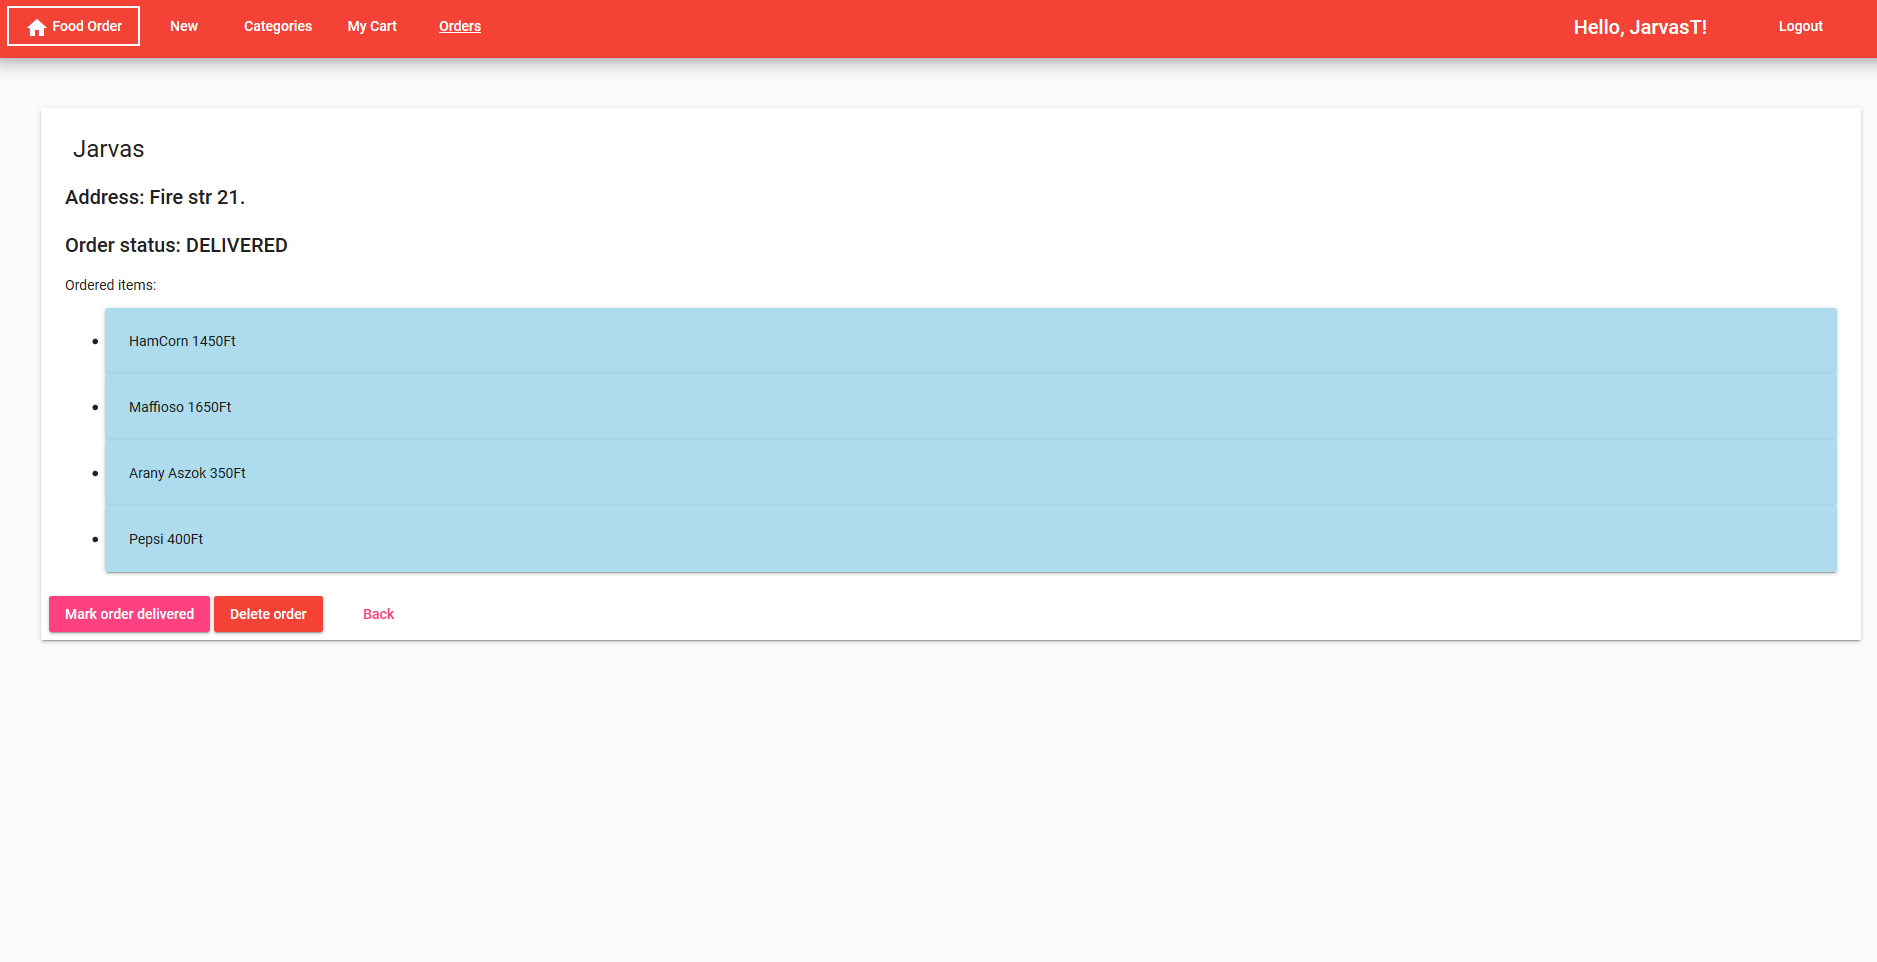 Food Order New Categories My Cart Orders Hello, JarvasT! Logout
Jarvas
Address: Fire str 21.
Order status: DELIVERED
Ordered items:
HamCorn 1450Ft
Maffioso 1650Ft
Arany Aszok 350Ft
Pepsi 400Ft
Mark order delivered Delete order Back